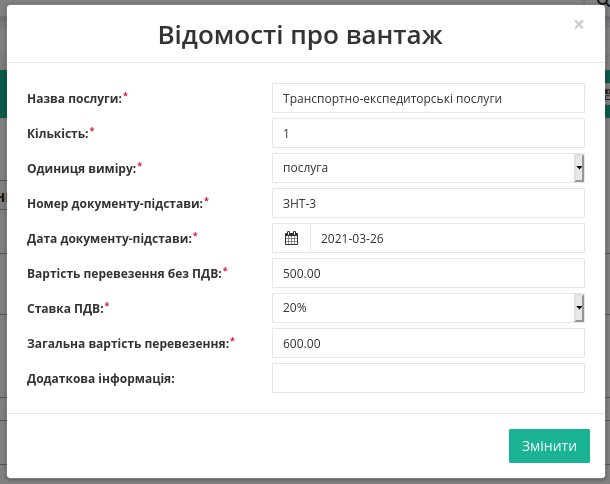 Відомості про вантаж
×
Назва послуги:* Транспортно-експедиторські послуги
Кількість:* 1
Одиниця виміру:* послуга
Номер документу-підстави:* ЗНТ-3
Дата документу-підстави:* 2021-03-26
Вартість перевезення без ПДВ:* 500.00
Ставка ПДВ:* 20%
Загальна вартість перевезення:* 600.00
Додаткова інформація:
Змінити